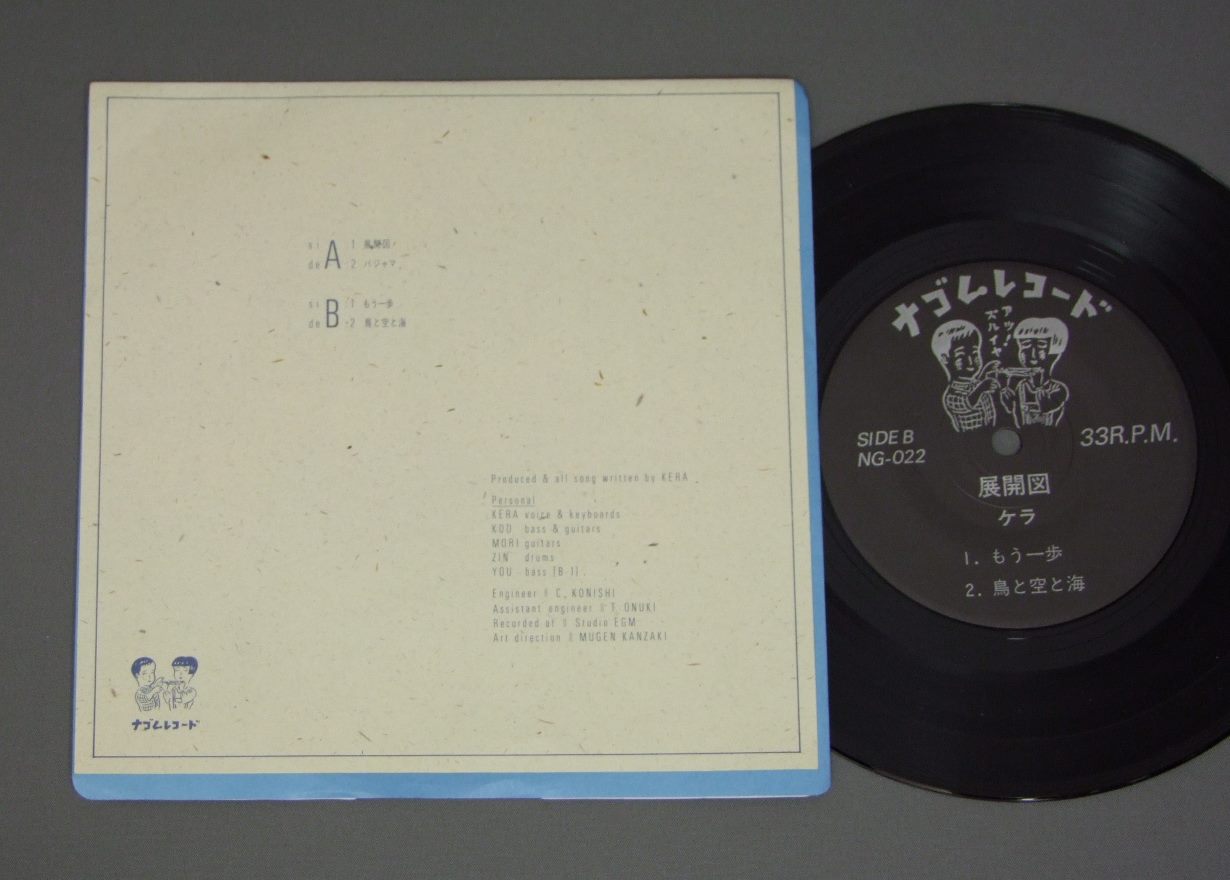 side A ・1 展開図
・2 パジャマ
side B ・1 もう一歩
・2 鳥と空と海
Produced & all song written by KERA
Personal
KERA voice & keyboards
KOD bass & guitars
MORI guitars
ZIN drums
YOU bass [B-1]
Engineer // C. KONISHI
Assistant engineer // T. ONUKI
Recorded at // Studio EGM
Art direction // MUGEN KANZAKI
ナゴムレコード
ナゴムレコード
アッ!
ズルイヤ
SIDE B
NG-022
33R.P.M.
展開図
ケラ
1. もう一歩
2. 鳥と空と海